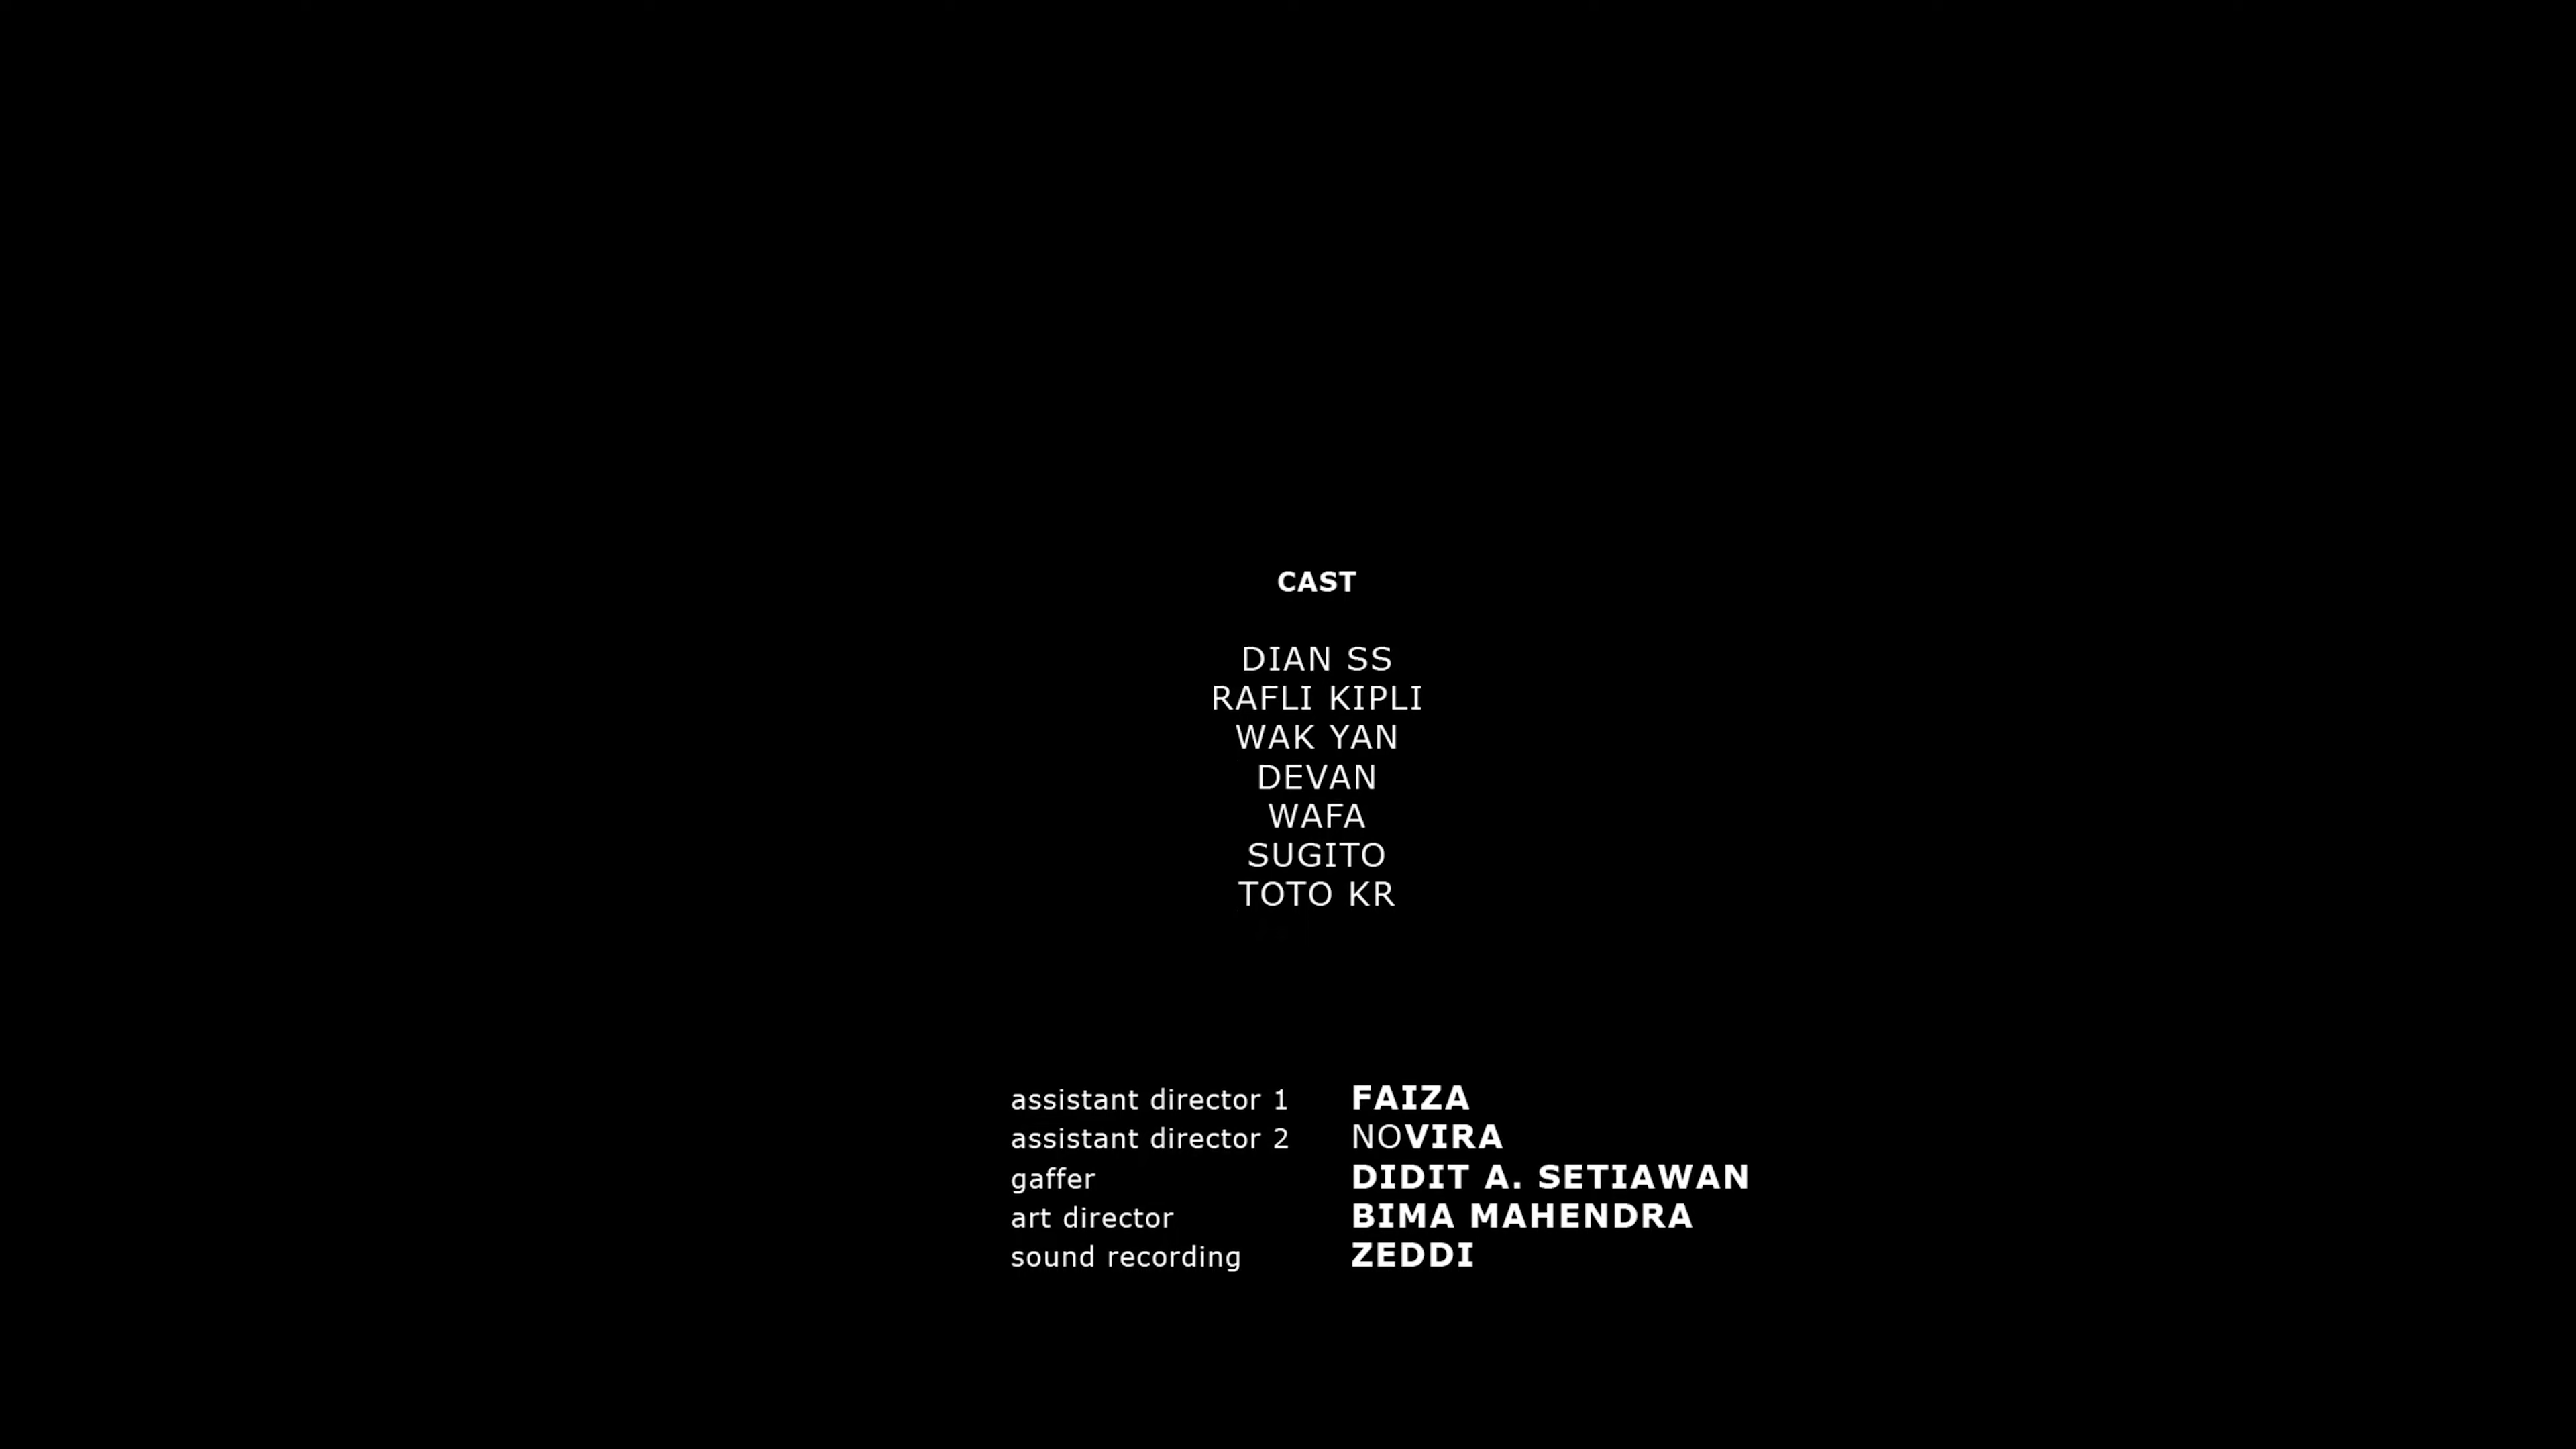 CAST
DIAN SS
RAFLI KIPLI
WAK YAN
DEVAN
WAFA
SUGITO
TOTO KR
assistant director 1 FAIZA
assistant director 2 NOVIRA
gaffer DIDIT A. SETIAWAN
art director BIMA MAHENDRA
sound recording ZEDDI